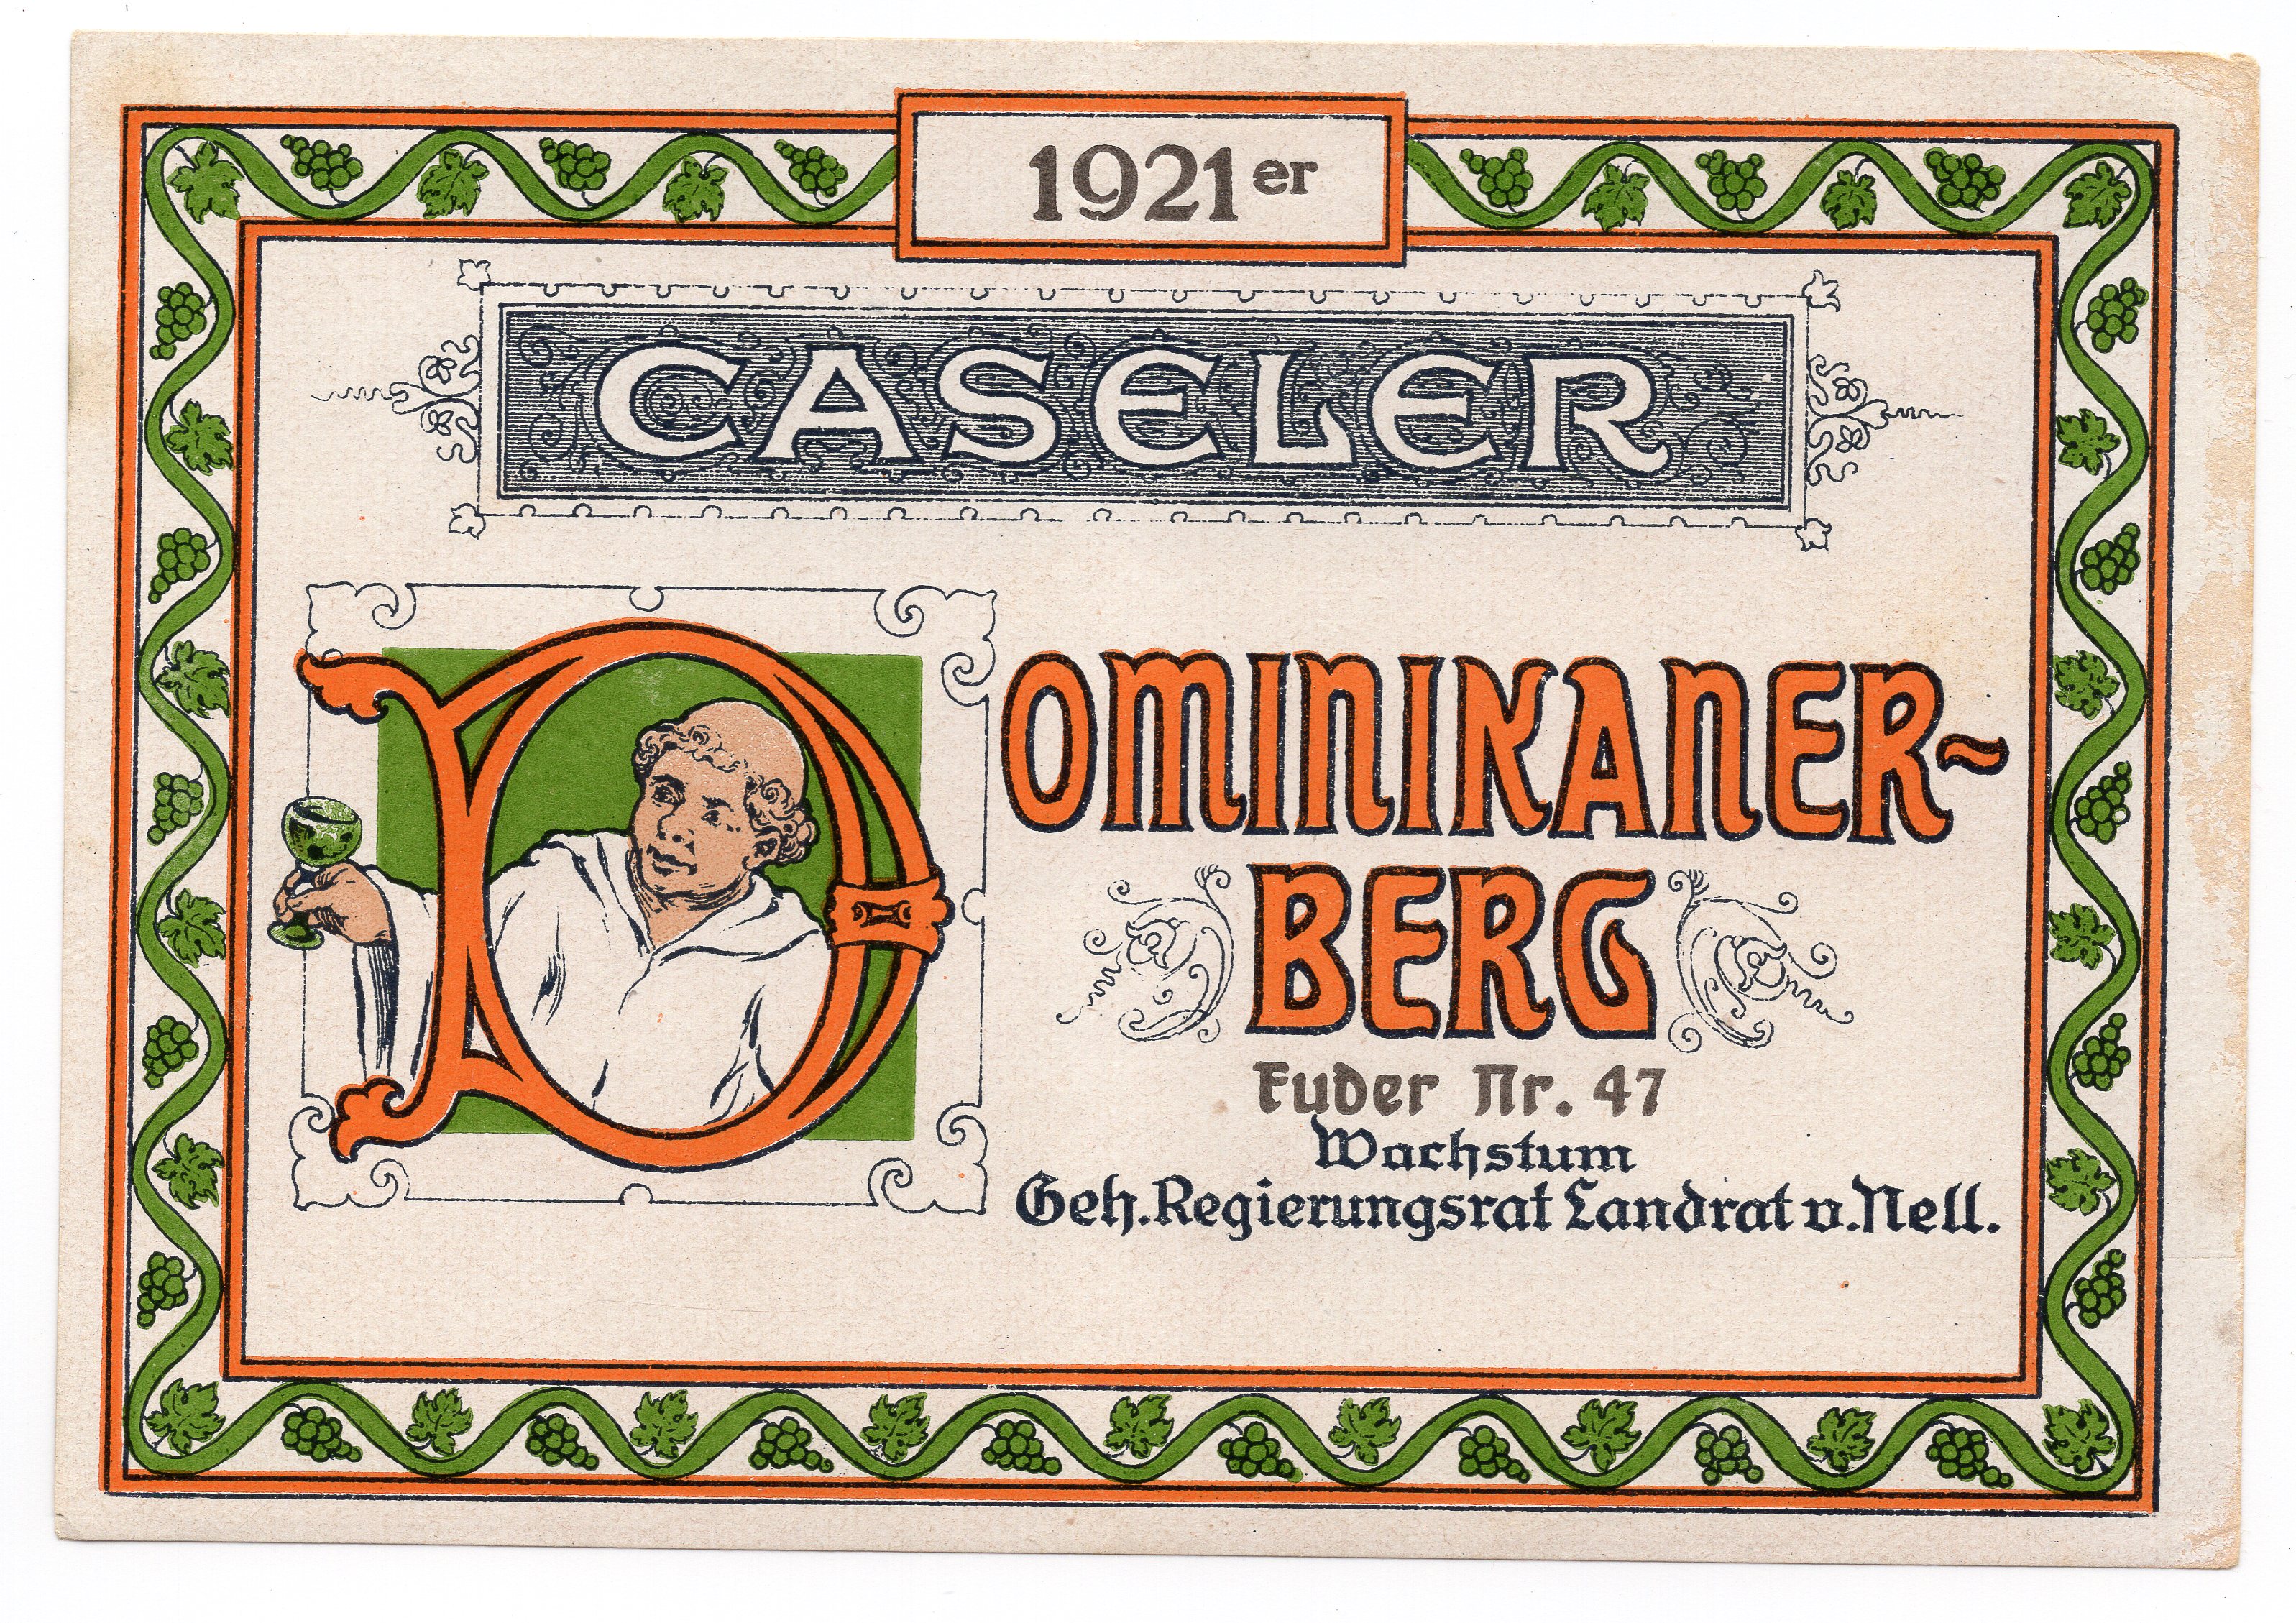 1921er
CASELER
DOMINIKANER-
BERG
Fuder Nr. 47
Wachstum
Geh. Regierungsrat Landrat v. Nell.